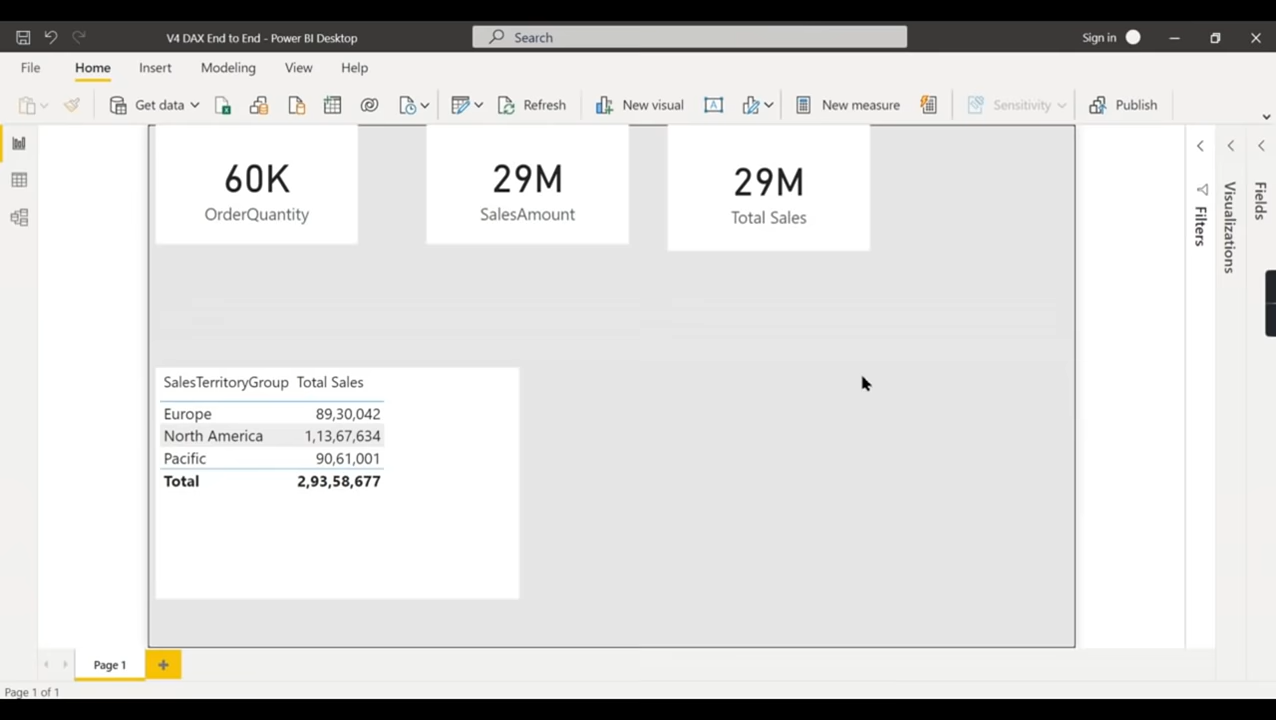 V4 DAX End to End - Power BI Desktop
Search
Sign in
File Home Insert Modeling View Help
Get data Refresh New visual New measure Sensitivity Publish
60K 29M 29M
OrderQuantity SalesAmount Total Sales
Filters
Visualizations
Fields
SalesTerritoryGroup Total Sales
Europe 89,30,042
North America 1,13,67,634
Pacific 90,61,001
Total 2,93,58,677
Page 1
Page 1 of 1